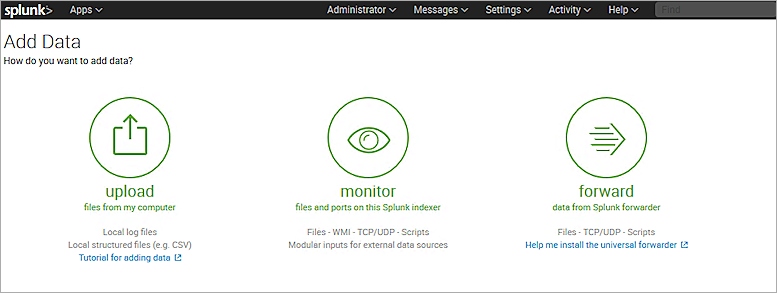 splunk> Apps Administrator Messages Settings Activity Help Find
Add Data
How do you want to add data?
upload
files from my computer
Local log files
Local structured files (e.g. CSV)
Tutorial for adding data
monitor
files and ports on this Splunk indexer
Files - WMI - TCP/UDP - Scripts
Modular inputs for external data sources
forward
data from Splunk forwarder
Files - TCP/UDP - Scripts
Help me install the universal forwarder